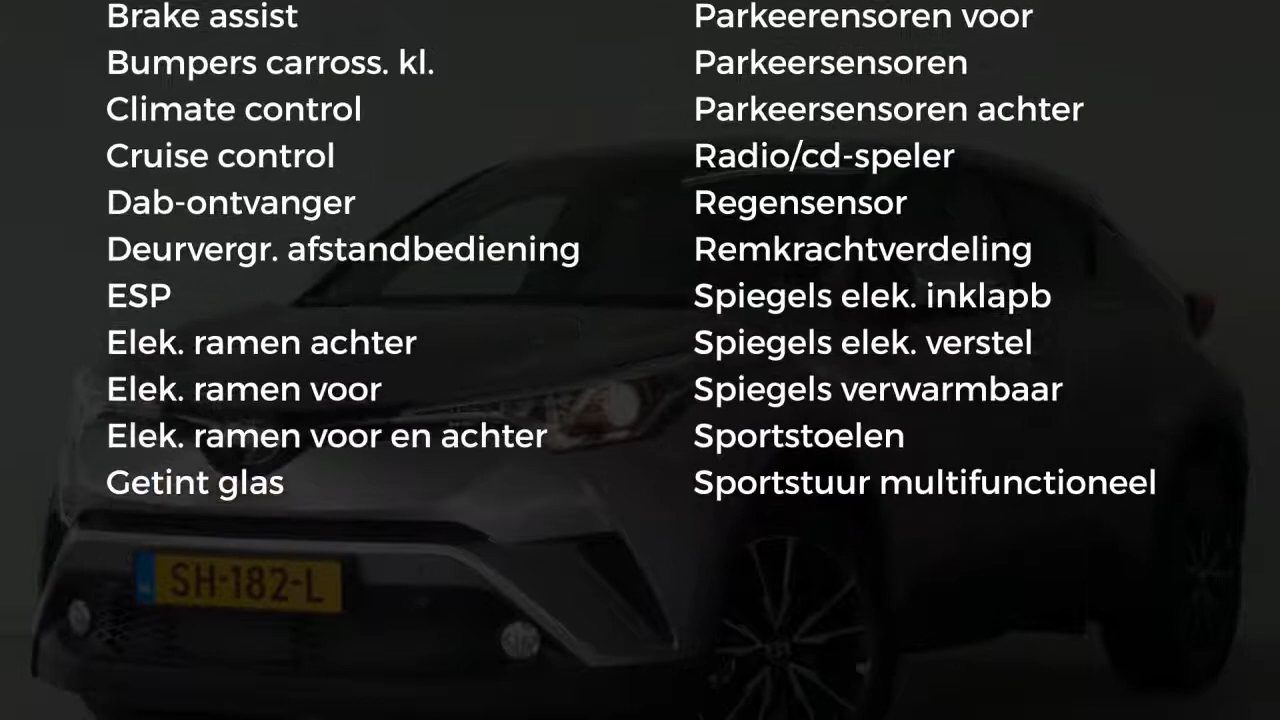 Brake assist
Bumpers carross. kl.
Climate control
Cruise control
Dab-ontvanger
Deurvergr. afstandbediening
ESP
Elek. ramen achter
Elek. ramen voor
Elek. ramen voor en achter
Getint glas
Parkeerensoren voor
Parkeersensoren
Parkeersensoren achter
Radio/cd-speler
Regensensor
Remkrachtverdeling
Spiegels elek. inklapb
Spiegels elek. verstel
Spiegels verwarmbaar
Sportstoelen
Sportstuur multifunctioneel
SH-182-L